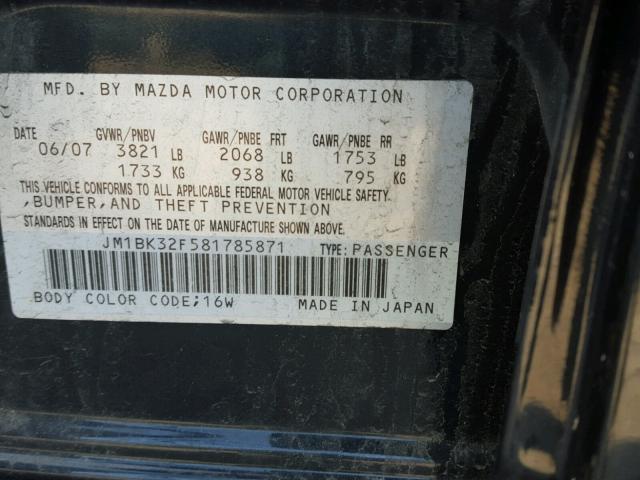 MFD. BY MAZDA MOTOR CORPORATION
DATE GVWR/PNBV GAWR/PNBE FRT GAWR/PNBE RR
06/07 3821 LB 2068 LB 1753 LB
1733 KG 938 KG 795 KG
THIS VEHICLE CONFORMS TO ALL APPLICABLE FEDERAL MOTOR VEHICLE SAFETY
,BUMPER,AND THEFT PREVENTION
STANDARDS IN EFFECT ON THE DATE OF MANUFACTURE SHOWN ABOVE.
JM1BK32F581785871 TYPE:PASSENGER
BODY COLOR CODE;16W MADE IN JAPAN